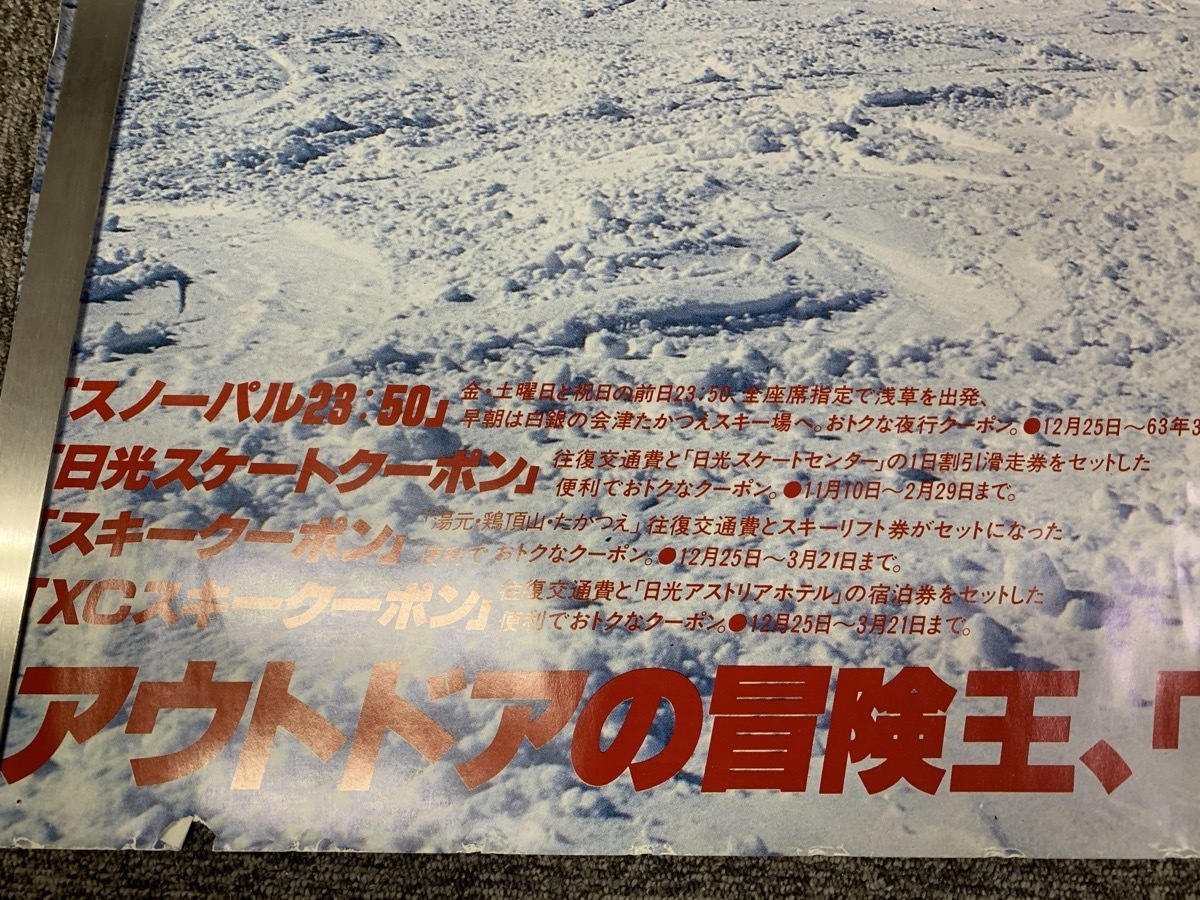 「スノーパル23:50」
金・土曜日と祝日の前日23:50、全座席指定で浅草を出発、
早朝は白銀の会津たかつえスキー場へ。おトクな夜行クーポン。●12月25日～63年3
「日光スケートクーポン」
往復交通費と「日光スケートセンター」の1日割引滑走券をセットした
便利でおトクなクーポン。●11月10日～2月29日まで。
「スキークーポン」
「湯元・鶏頂山・たかつえ」往復交通費とスキーリフト券がセットになった
便利でおトクなクーポン。●12月25日～3月21日まで。
「XCスキークーポン」
往復交通費と「日光アストリアホテル」の宿泊券をセットした
便利でおトクなクーポン。●12月25日～3月21日まで。
アウトドアの冒険王、「